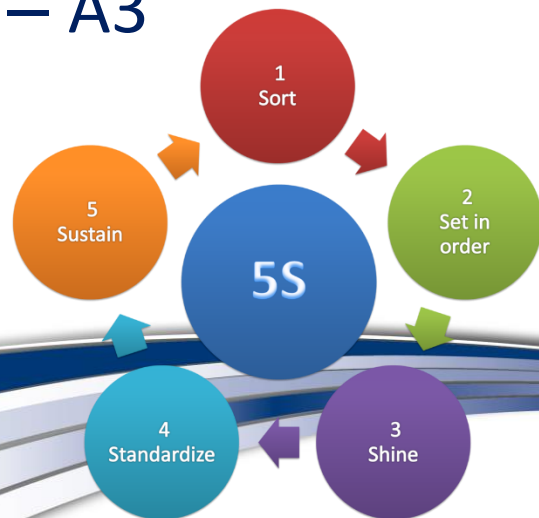 – A3
1
Sort
2
Set in
order
3
Shine
4
Standardize
5
Sustain
5S